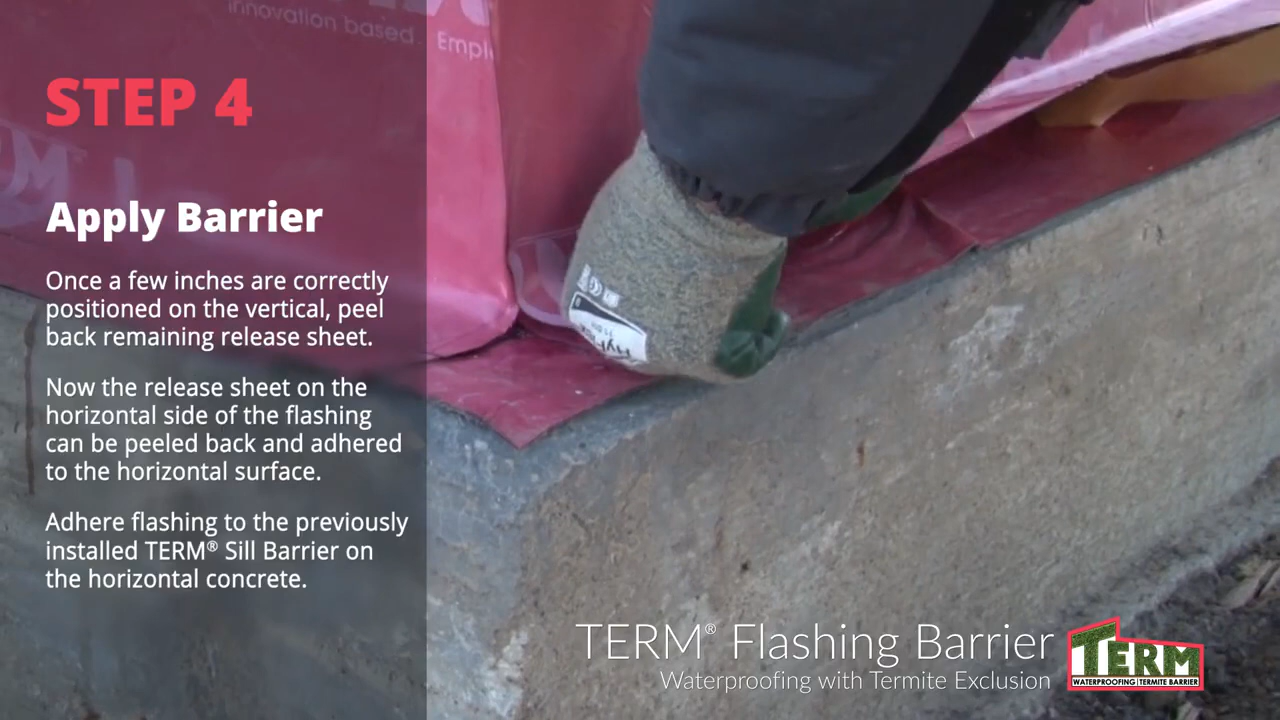 innovation based. Empl
STEP 4
Apply Barrier
Once a few inches are correctly
positioned on the vertical, peel
back remaining release sheet.
Now the release sheet on the
horizontal side of the flashing
can be peeled back and adhered
to the horizontal surface.
Adhere flashing to the previously
installed TERM® Sill Barrier on
the horizontal concrete.
TERM® Flashing Barrier
Waterproofing with Termite Exclusion
TERM
WATERPROOFING | TERMITE BARRIER